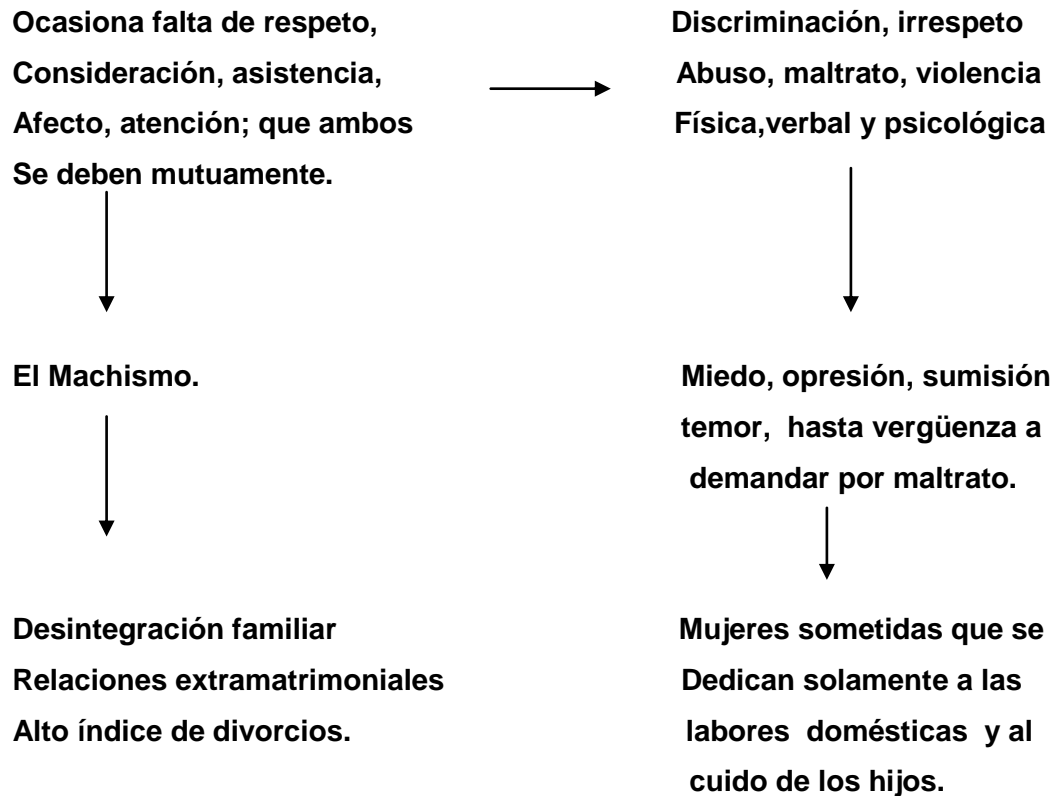 Ocasiona falta de respeto,
Consideración, asistencia,
Afecto, atención; que ambos
Se deben mutuamente.
Discriminación, irrespeto
Abuso, maltrato, violencia
Física,verbal y psicológica
El Machismo.
Miedo, opresión, sumisión
temor, hasta vergüenza a
demandar por maltrato.
Desintegración familiar
Relaciones extramatrimoniales
Alto índice de divorcios.
Mujeres sometidas que se
Dedican solamente a las
labores domésticas y al
cuido de los hijos.